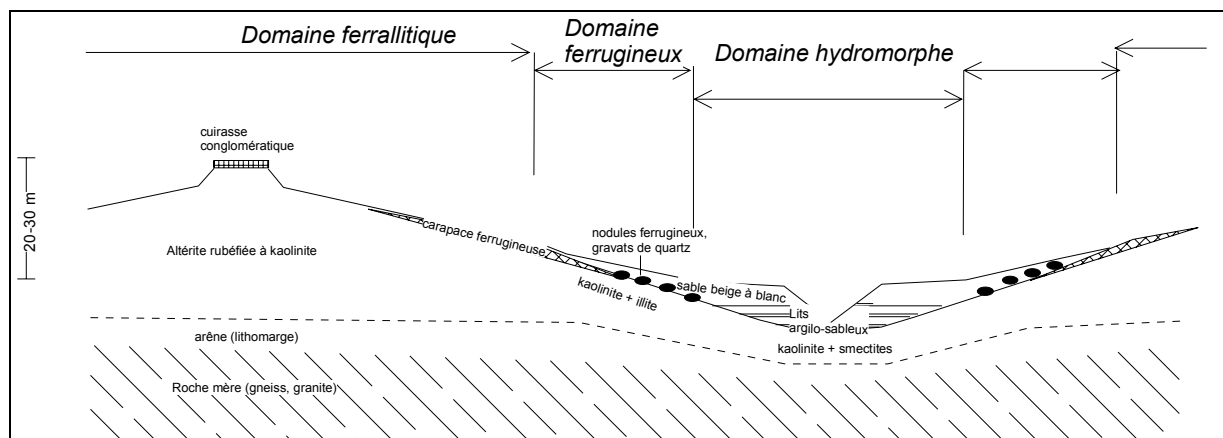 Domaine ferrallitique
Domaine
ferrugineux
Domaine hydromorphe
cuirasse
conglomératique
20-30 m
carapace ferrugineuse
nodules ferrugineux,
gravats de quartz
Altérite rubéfiée à kaolinite
kaolinite + illite
sable beige à blanc
Lits
argilo-sableux
arêne (lithomarge)
kaolinite + smectites
Roche mère (gneiss, granite)